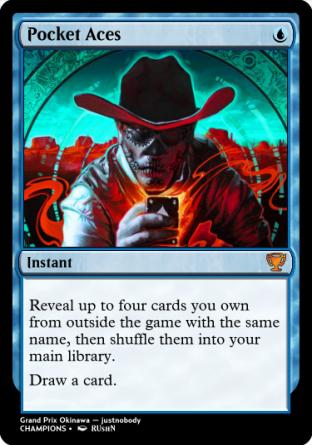 Pocket Aces
Instant
Reveal up to four cards you own
from outside the game with the same
name, then shuffle them into your
main library.
Draw a card.
Grand Prix Okinawa — justnobody
CHAMPIONS • RUSHN